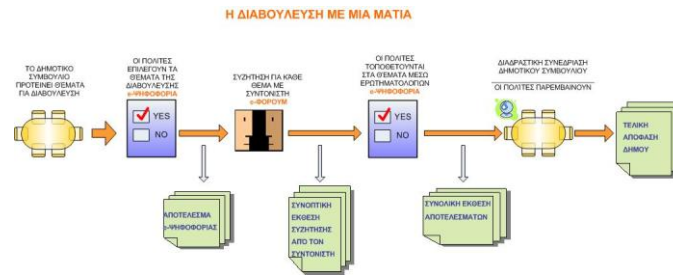 Η ΔΙΑΒΟΥΛΕΥΣΗ ΜΕ ΜΙΑ ΜΑΤΙΑ
ΤΟ ΔΗΜΟΤΙΚΟ
ΣΥΜΒΟΥΛΙΟ
ΠΡΟΤΕΙΝΕΙ ΘΕΜΑΤΑ
ΓΙΑ ΔΙΑΒΟΥΛΕΥΣΗ
ΟΙ ΠΟΛΙΤΕΣ
ΕΠΙΛΕΓΟΥΝ ΤΑ
ΘΕΜΑΤΑ ΤΗΣ
ΔΙΑΒΟΥΛΕΥΣΗΣ
e-ΨΗΦΟΦΟΡΙΑ
YES
NO
ΣΥΖΗΤΗΣΗ ΓΙΑ ΚΑΘΕ
ΘΕΜΑ ΜΕ
ΣΥΝΤΟΝΙΣΤΗ
e-ΦΟΡΟΥΜ
ΟΙ ΠΟΛΙΤΕΣ
ΤΟΠΟΘΕΤΟΥΝΤΑΙ
ΣΤΑ ΘΕΜΑΤΑ ΜΕΣΩ
ΕΡΩΤΗΜΑΤΟΛΟΓΙΩΝ
e-ΨΗΦΟΦΟΡΙΑ
YES
NO
ΔΙΑΔΡΑΣΤΙΚΗ ΣΥΝΕΔΡΙΑΣΗ
ΔΗΜΟΤΙΚΟΥ ΣΥΜΒΟΥΛΙΟΥ
ΟΙ ΠΟΛΙΤΕΣ ΠΑΡΕΜΒΑΙΝΟΥΝ
ΤΕΛΙΚΗ
ΑΠΟΦΑΣΗ
ΔΗΜΟΥ
ΑΠΟΤΕΛΕΣΜΑ
e-ΨΗΦΟΦΟΡΙΑΣ
ΣΥΝΟΠΤΙΚΗ
ΕΚΘΕΣΗ
ΣΥΖΗΤΗΣΗΣ
ΑΠΟ ΤΟΝ
ΣΥΝΤΟΝΙΣΤΗ
ΣΥΝΟΛΙΚΗ ΕΚΘΕΣΗ
ΑΠΟΤΕΛΕΣΜΑΤΩΝ